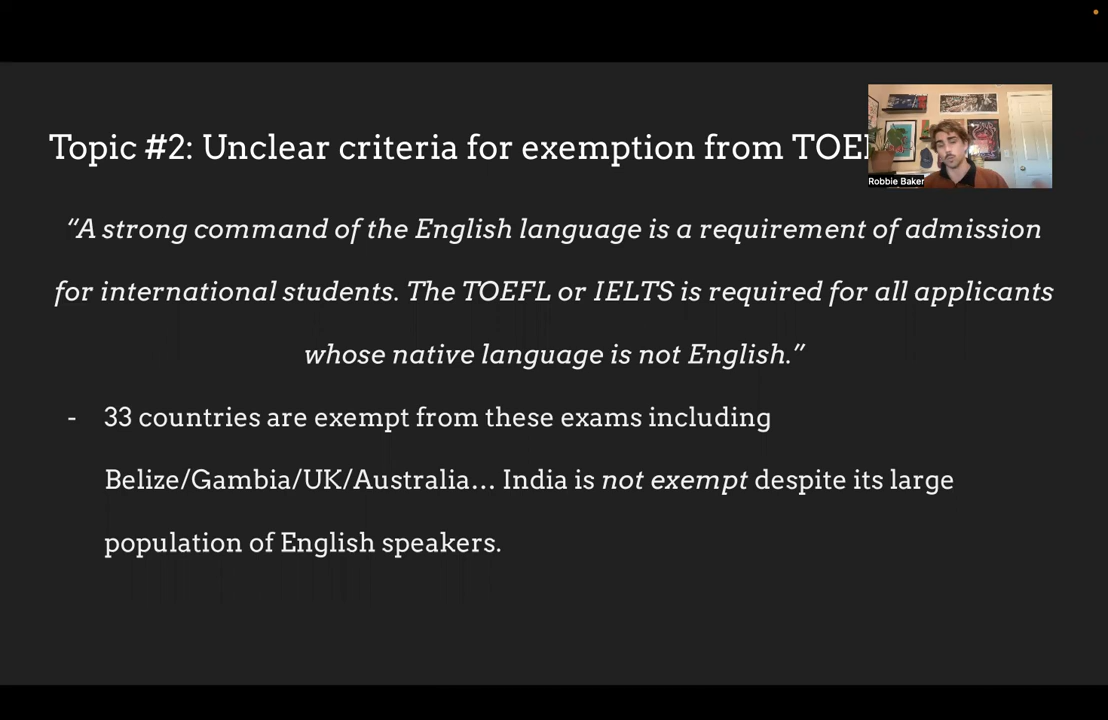 Topic #2: Unclear criteria for exemption from
Robbie Baker
“A strong command of the English language is a requirement of admission
for international students. The TOEFL or IELTS is required for all applicants
whose native language is not English.”
- 33 countries are exempt from these exams including
Belize/Gambia/UK/Australia… India is not exempt despite its large
population of English speakers.